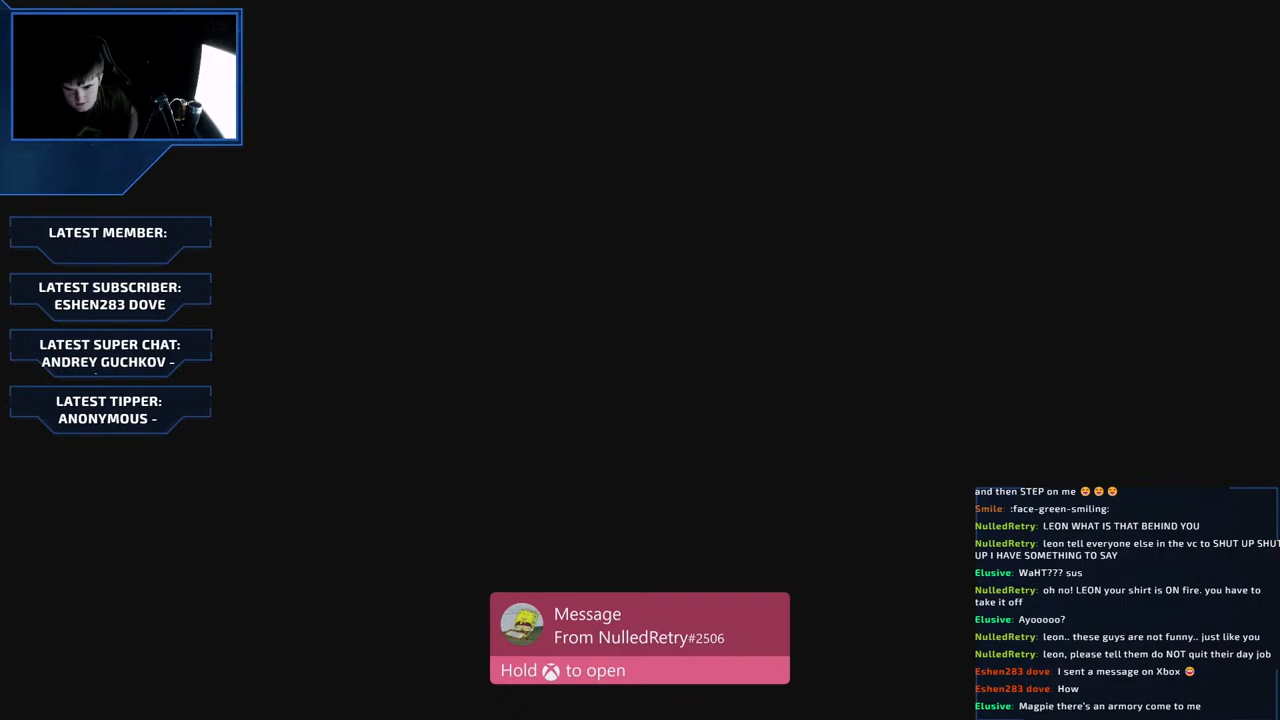 LATEST MEMBER:
LATEST SUBSCRIBER:
ESHEN283 DOVE
LATEST SUPER CHAT:
ANDREY GUCHKOV -
LATEST TIPPER:
ANONYMOUS -
Message
From NulledRetry#2506
Hold to open
and then STEP on me
Smile: :face-green-smiling:
NulledRetry: LEON WHAT IS THAT BEHIND YOU
NulledRetry: leon tell everyone else in the vc to SHUT UP SHUT
UP I HAVE SOMETHING TO SAY
Elusive: WaHT??? sus
NulledRetry: oh no! LEON your shirt is ON fire. you have to
take it off
Elusive: Ayooooo?
NulledRetry: leon.. these guys are not funny.. just like you
NulledRetry: leon, please tell them do NOT quit their day job
Eshen283 dove: I sent a message on Xbox
Eshen283 dove: How
Elusive: Magpie there's an armory come to me